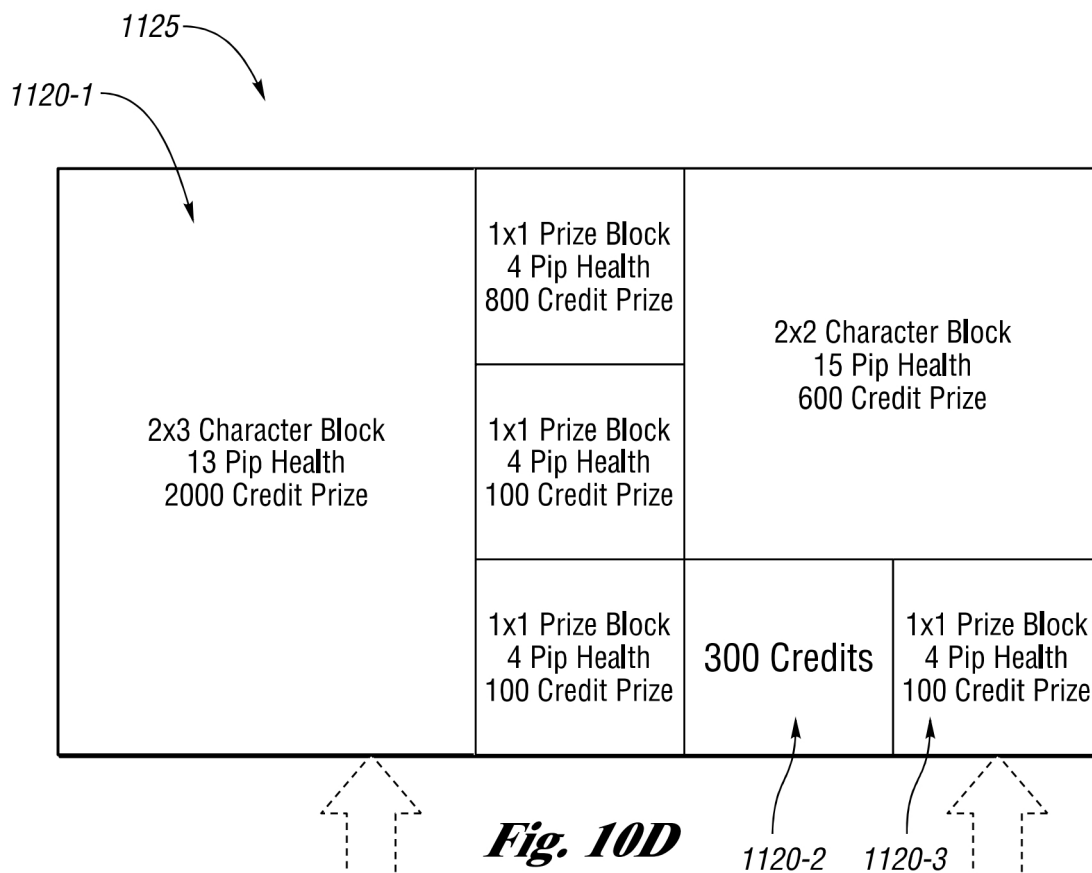 1125
1120-1
1x1 Prize Block
4 Pip Health
800 Credit Prize
2x2 Character Block
15 Pip Health
600 Credit Prize
2x3 Character Block
13 Pip Health
2000 Credit Prize
1x1 Prize Block
4 Pip Health
100 Credit Prize
1x1 Prize Block
4 Pip Health
100 Credit Prize
300 Credits
1x1 Prize Block
4 Pip Health
100 Credit Prize
Fig. 10D
1120-2
1120-3